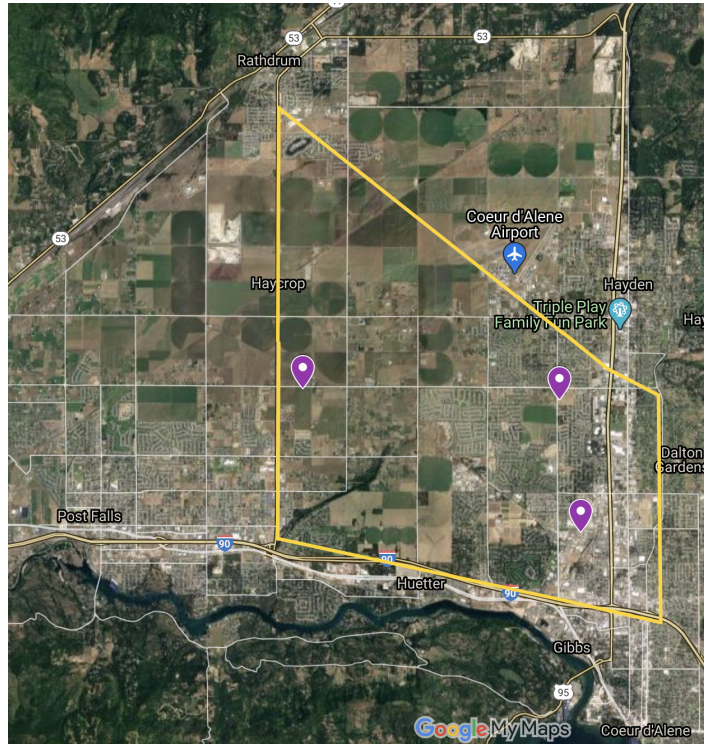 53
53
Rathdrum
Coeur d'Alene
Airport
53
Haycrop
Hayden
Triple Play
Family Fun Park
Hay
Dalton
Gardens
Post Falls
90
90
Huetter
90
Gibbs
95
Google My Maps
Coeur d'Alene